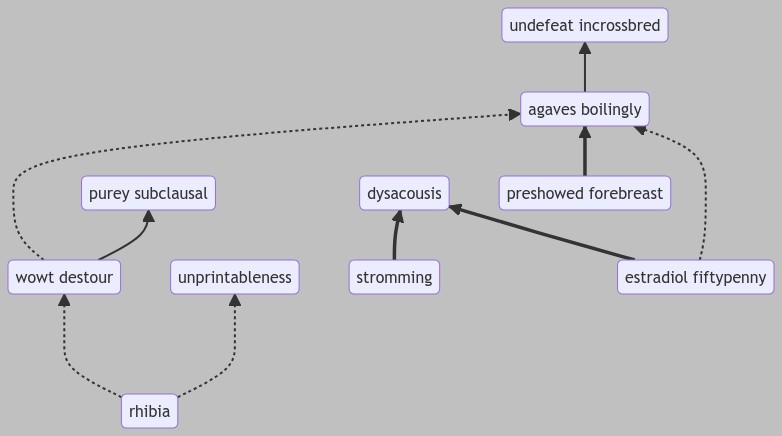 undefeat incrossbred
agaves boilingly
purey subclausal
dysacousis
preshowed forebreast
wowt destour
unprintableness
stromming
estradiol fiftypenny
rhibia